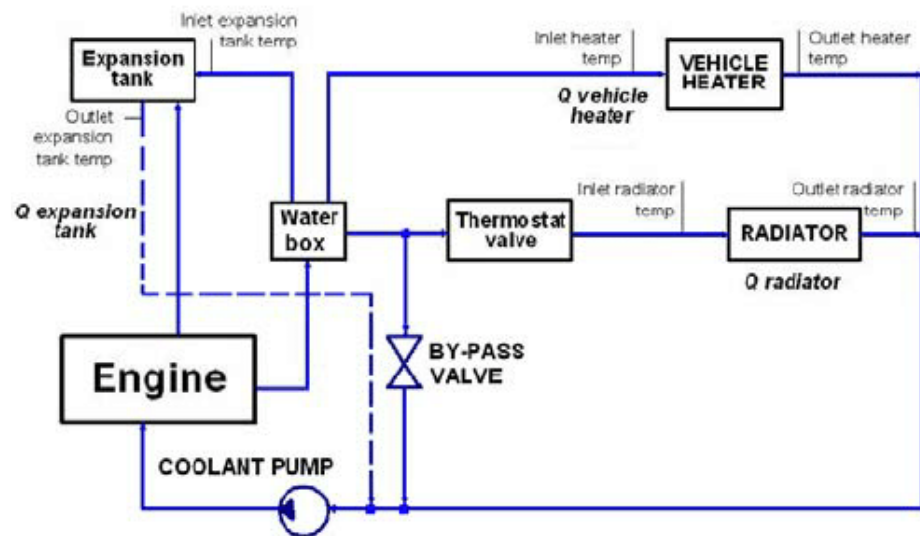 Inlet expansion
tank temp
Expansion
tank
Outlet
expansion
tank temp
Q expansion
tank
Inlet heater
temp
Q vehicle
heater
VEHICLE
HEATER
Outlet heater
temp
Water
box
Thermostat
valve
Inlet radiator
temp
RADIATOR
Q radiator
Outlet radiator
temp
Engine
BY-PASS
VALVE
COOLANT PUMP